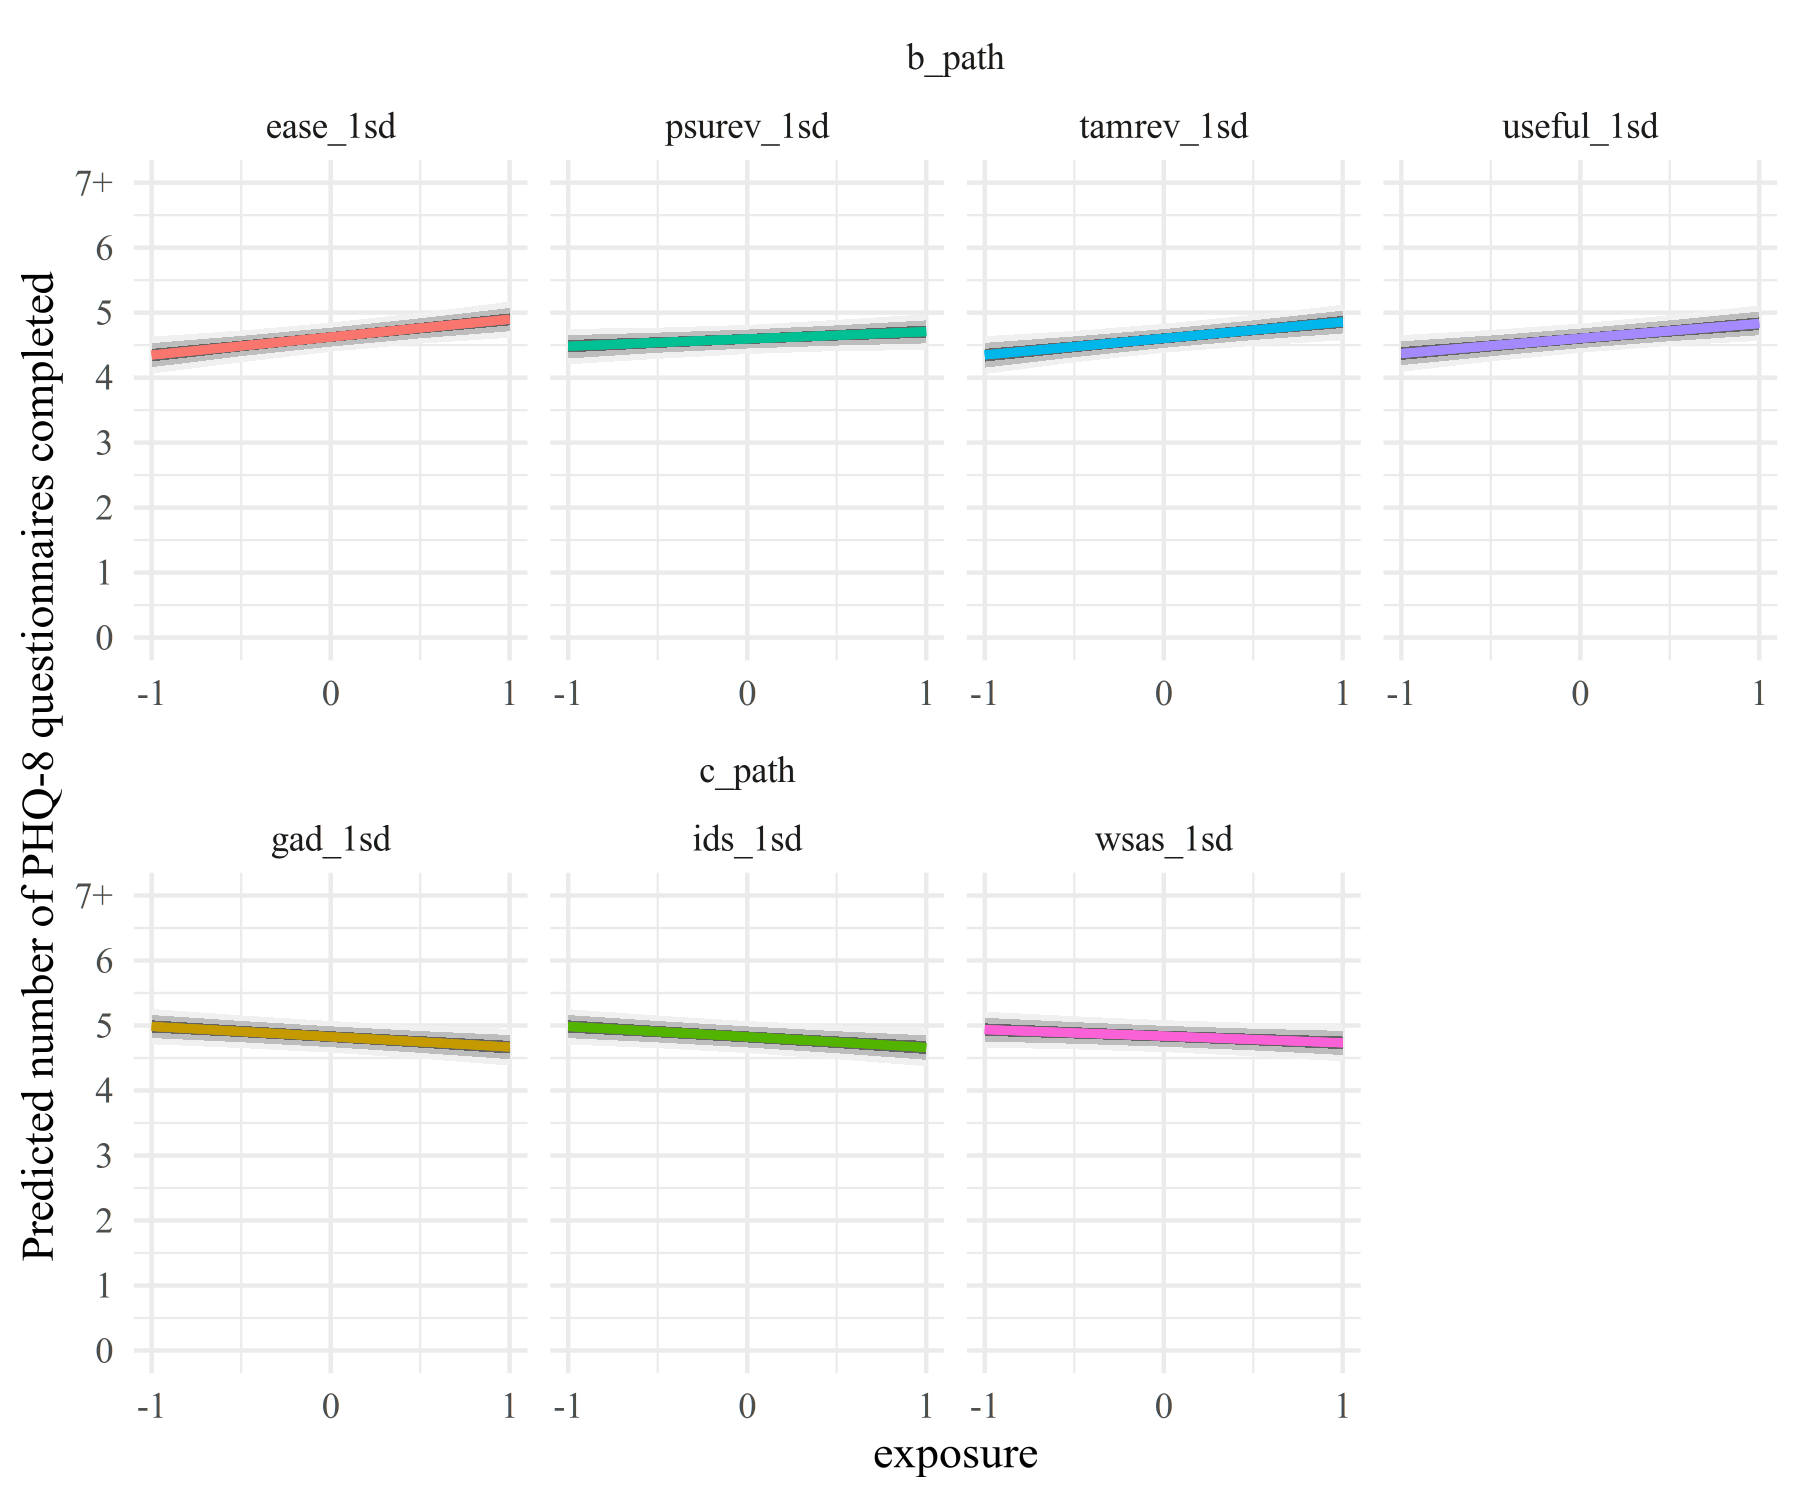 b_path
ease_1sd psurev_1sd tamrev_1sd useful_1sd
7+
6
5
4
3
2
1
0
-1 0 1 -1 0 1 -1 0 1 -1 0 1
c_path
gad_1sd ids_1sd wsas_1sd
7+
6
5
4
3
2
1
0
-1 0 1 -1 0 1 -1 0 1
exposure
Predicted number of PHQ-8 questionnaires completed